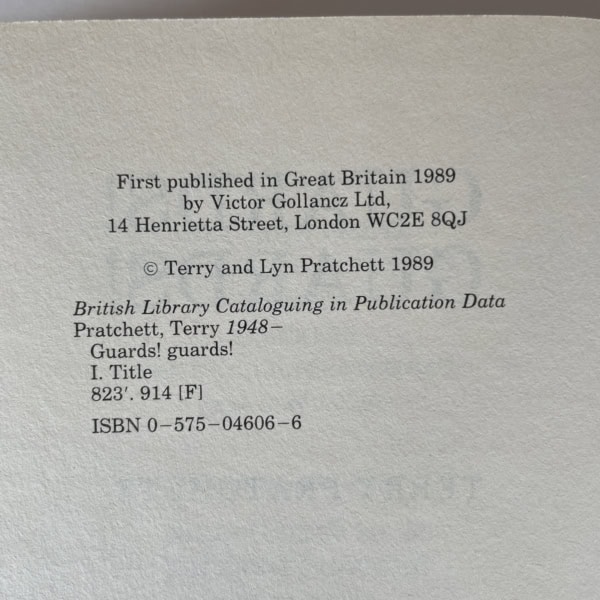 First published in Great Britain 1989
by Victor Gollancz Ltd,
14 Henrietta Street, London WC2E 8QJ
© Terry and Lyn Pratchett 1989
British Library Cataloguing in Publication Data
Pratchett, Terry 1948–
Guards! guards!
I. Title
823′. 914 [F]
ISBN 0–575–04606–6